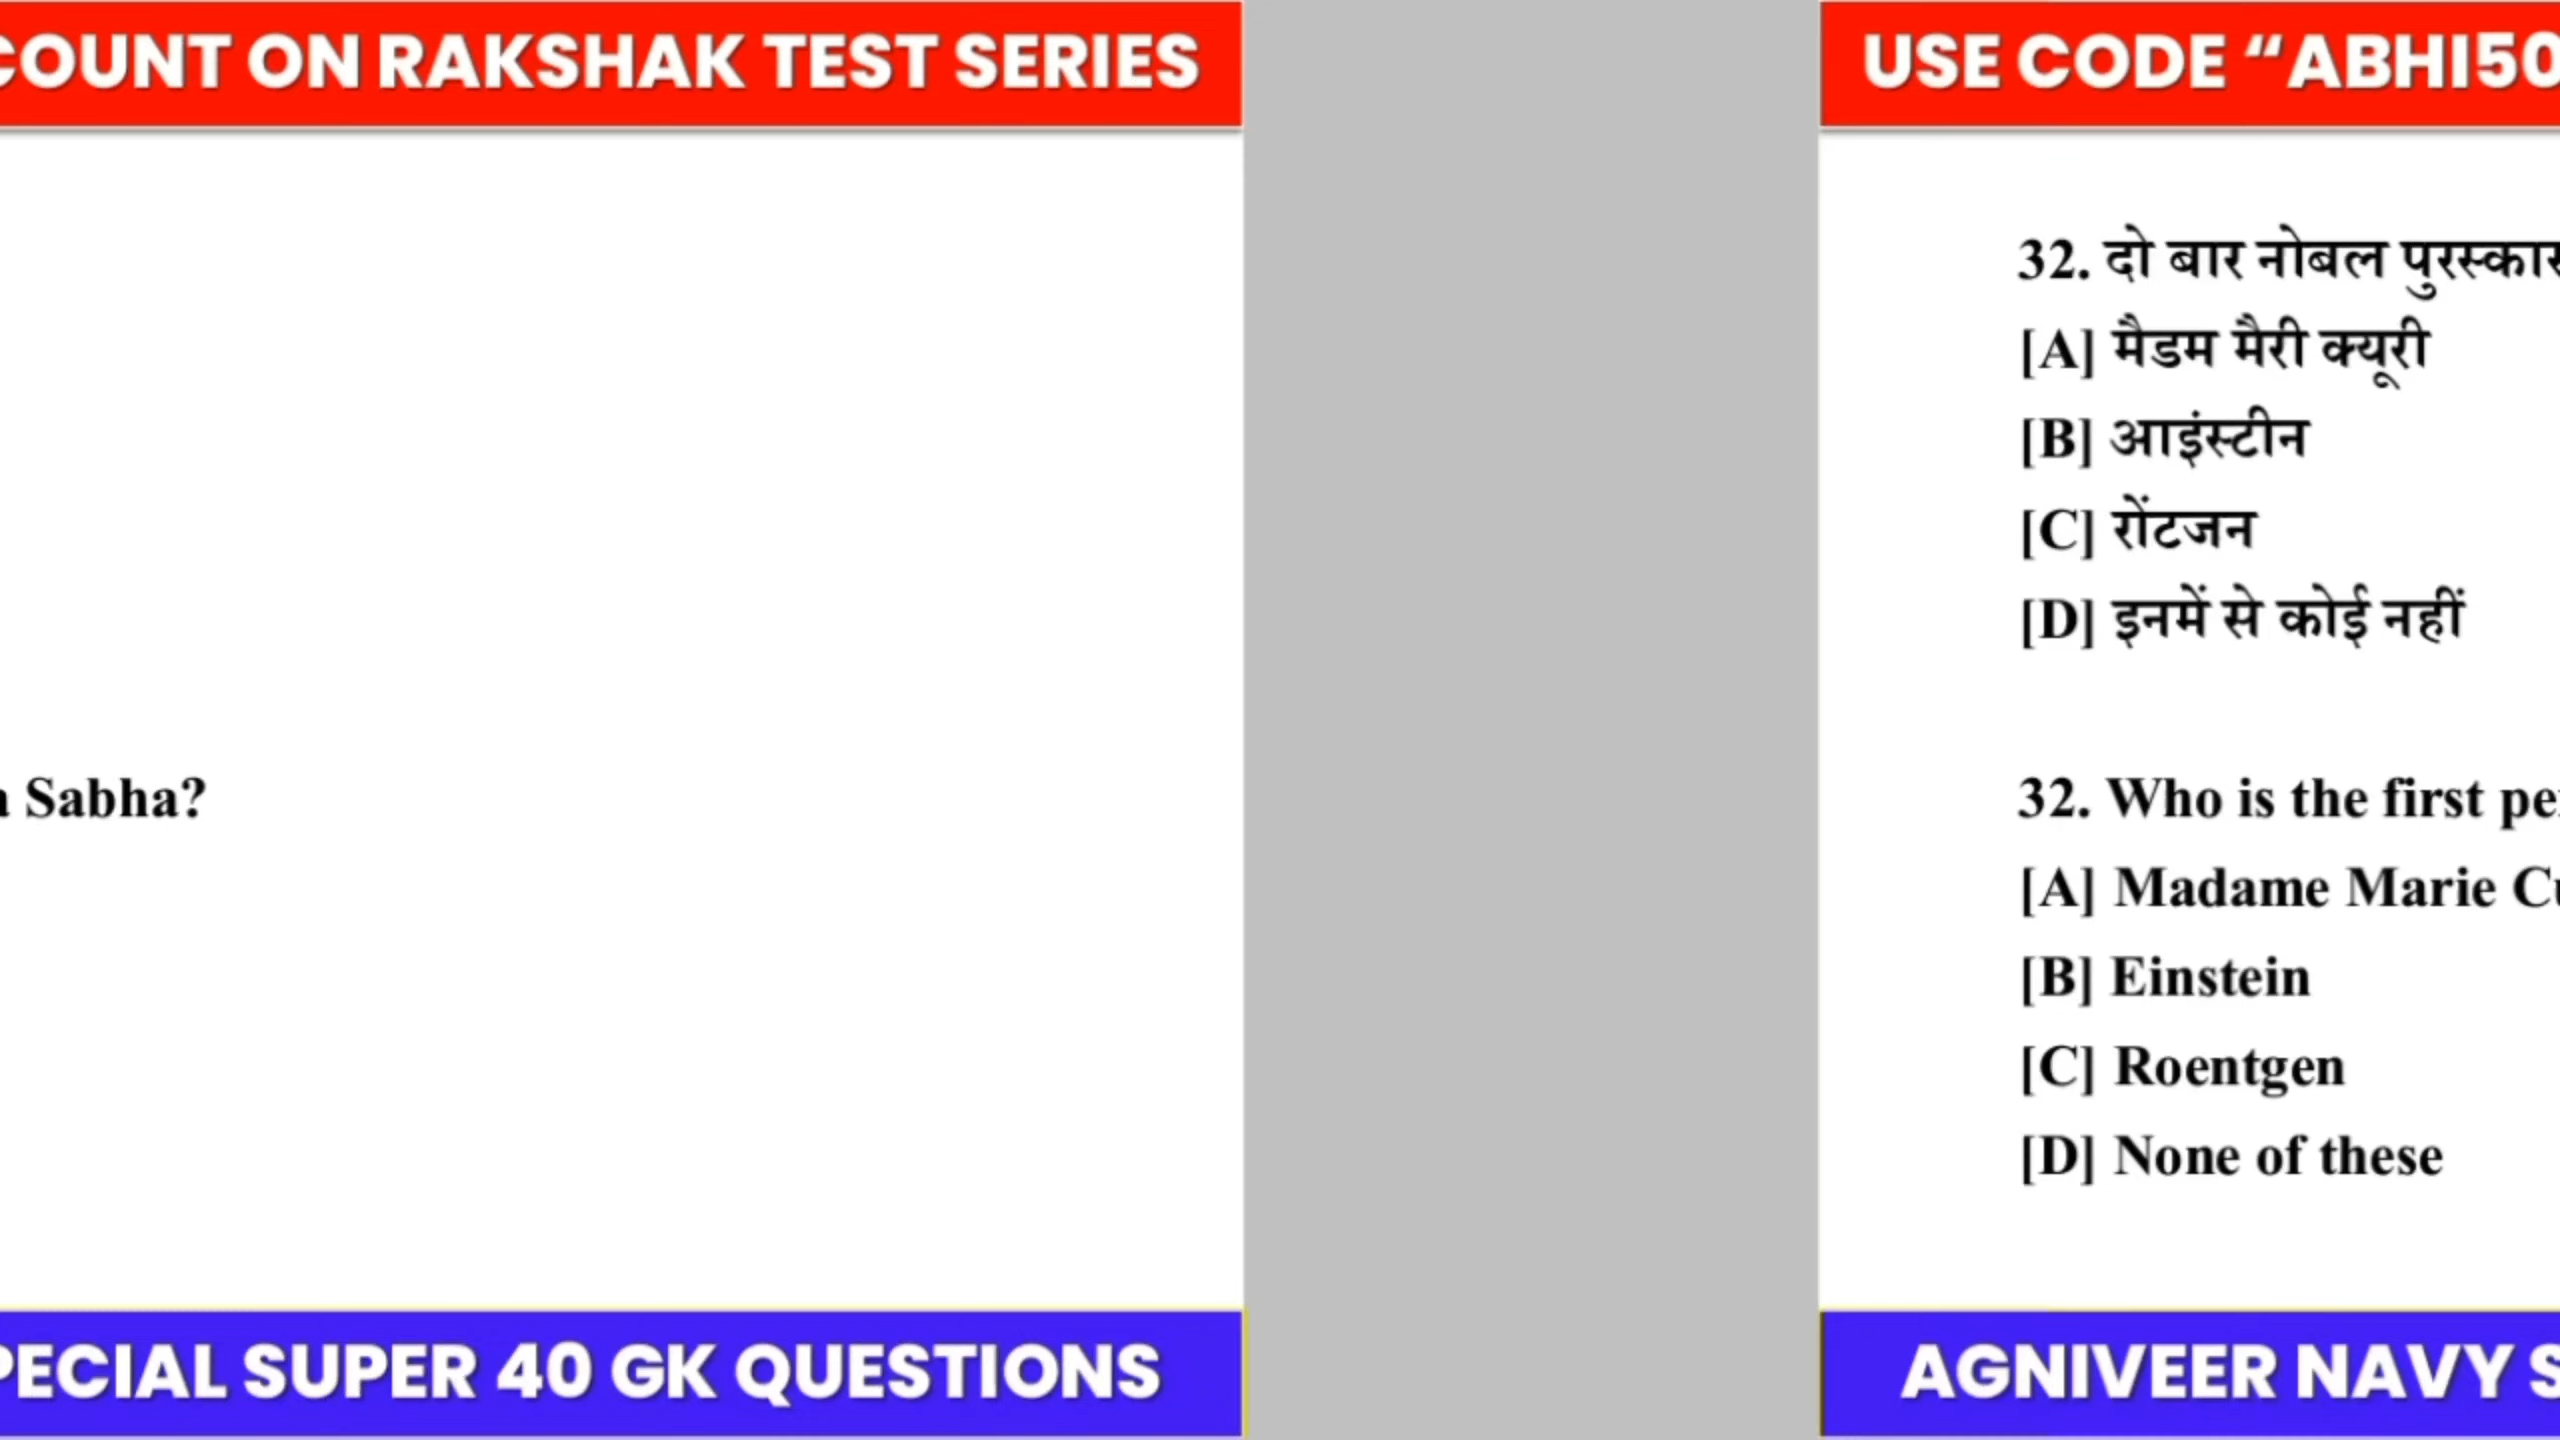 COUNT ON RAKSHAK TEST SERIES
Sabha?
PECIAL SUPER 40 GK QUESTIONS
USE CODE “ABHI50
32. दो बार नोबल पुरस्कार
[A] मैडम मैरी क्यूरी
[B] आइंस्टीन
[C] रोंटजन
[D] इनमें से कोई नहीं
32. Who is the first
[A] Madame Marie
[B] Einstein
[C] Roentgen
[D] None of these
AGNIVEER NAVY S